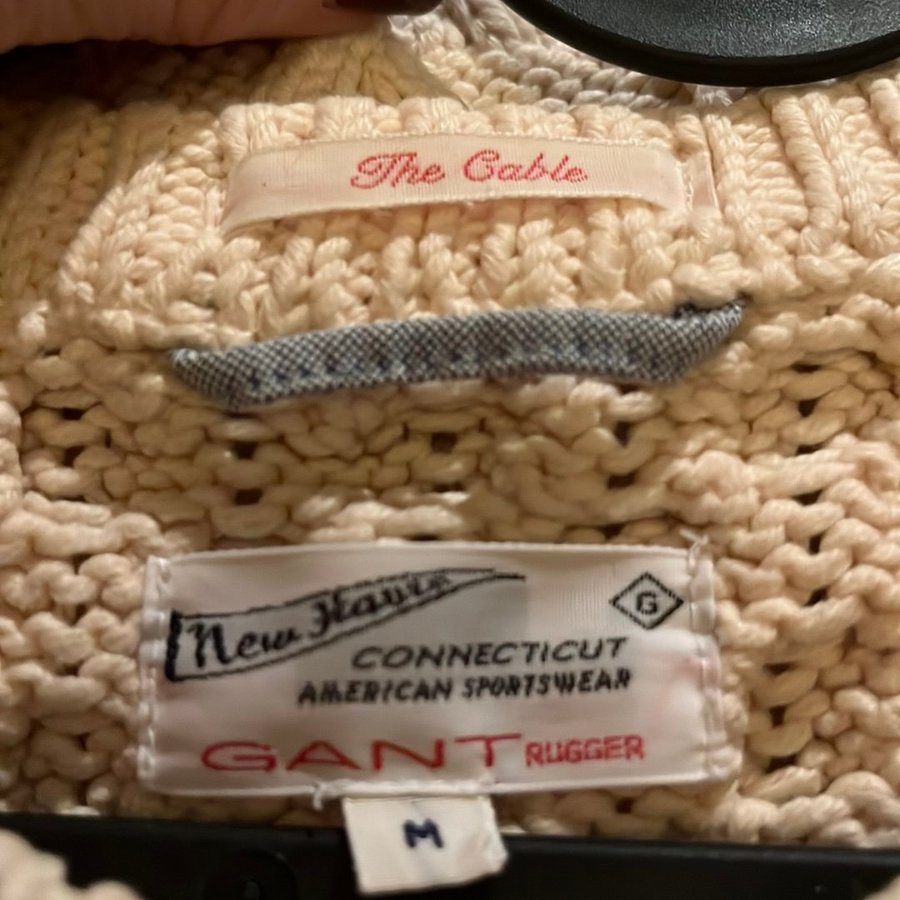 The Cable
New Haven
G
CONNECTICUT
AMERICAN SPORTSWEAR
GANT RUGGER
M